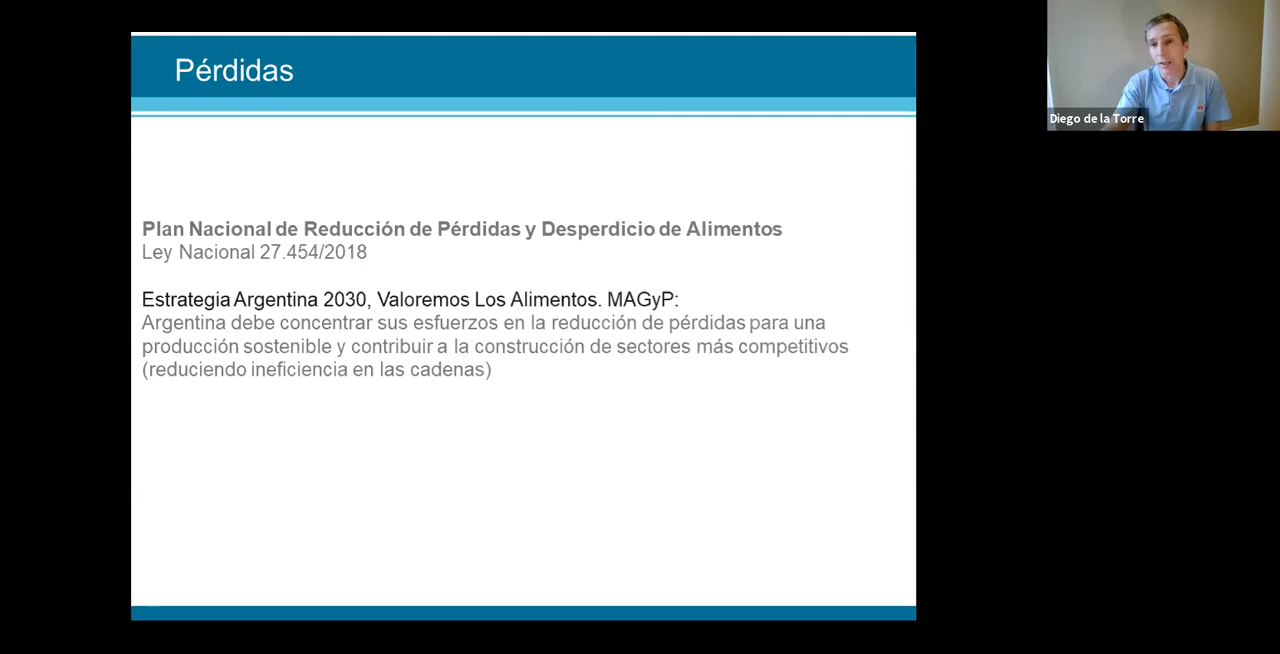 Pérdidas
Diego de la Torre
Plan Nacional de Reducción de Pérdidas y Desperdicio de Alimentos
Ley Nacional 27.454/2018
Estrategia Argentina 2030, Valoremos Los Alimentos. MAGyP:
Argentina debe concentrar sus esfuerzos en la reducción de pérdidas para una
producción sostenible y contribuir a la construcción de sectores más competitivos
(reduciendo ineficiencia en las cadenas)